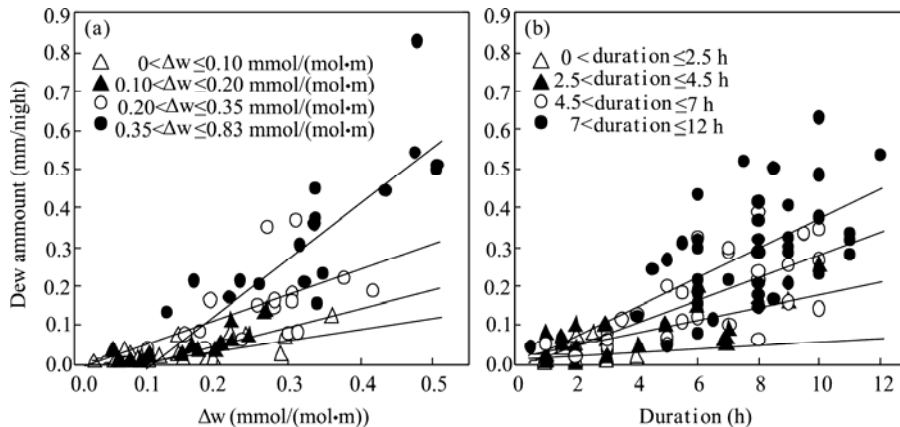 (a)
0<Δw≤0.10 mmol/(mol•m)
0.10<Δw≤0.20 mmol/(mol•m)
0.20<Δw≤0.35 mmol/(mol•m)
0.35<Δw≤0.83 mmol/(mol•m)
Dew ammount (mm/night)
0.9
0.8
0.7
0.6
0.5
0.4
0.3
0.2
0.1
0.0
0.0 0.1 0.2 0.3 0.4 0.5
Δw (mmol/(mol•m))
(b)
0 <duration≤2.5 h
2.5<duration≤4.5 h
4.5<duration≤7 h
7<duration≤12 h
0.9
0.8
0.7
0.6
0.5
0.4
0.3
0.2
0.1
0.0
0 2 4 6 8 10 12
Duration (h)